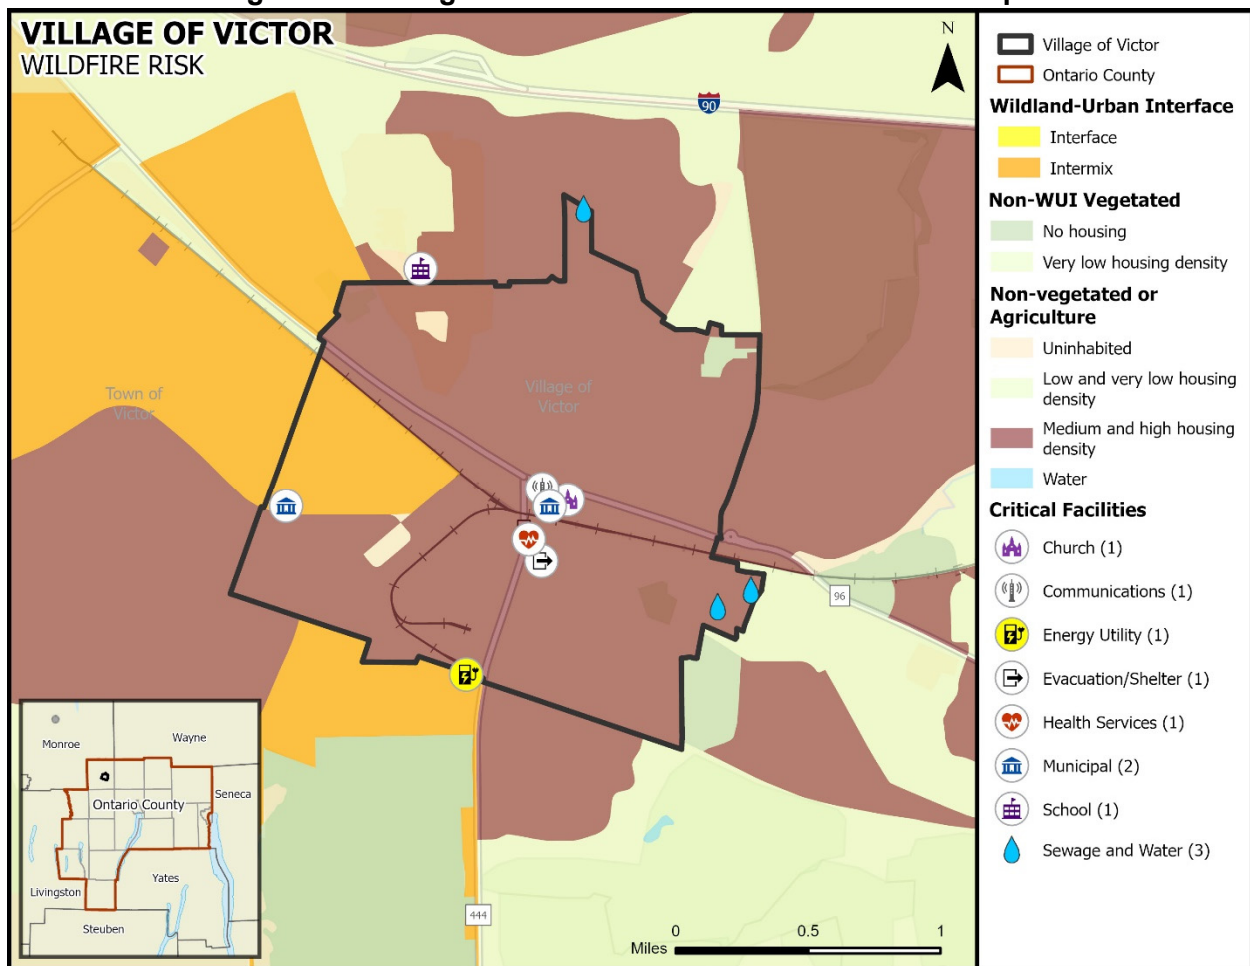 VILLAGE OF VICTOR
WILDFIRE RISK
N
90
Town of
Victor
Village of
Victor
96
444
Monroe
Wayne
Ontario County
Seneca
Livingston
Yates
Steuben
0
0.5
1
Miles
Village of Victor
Ontario County
Wildland-Urban Interface
Interface
Intermix
Non-WUI Vegetated
No housing
Very low housing density
Non-vegetated or
Agriculture
Uninhabited
Low and very low housing
density
Medium and high housing
density
Water
Critical Facilities
Church (1)
Communications (1)
Energy Utility (1)
Evacuation/Shelter (1)
Health Services (1)
Municipal (2)
School (1)
Sewage and Water (3)